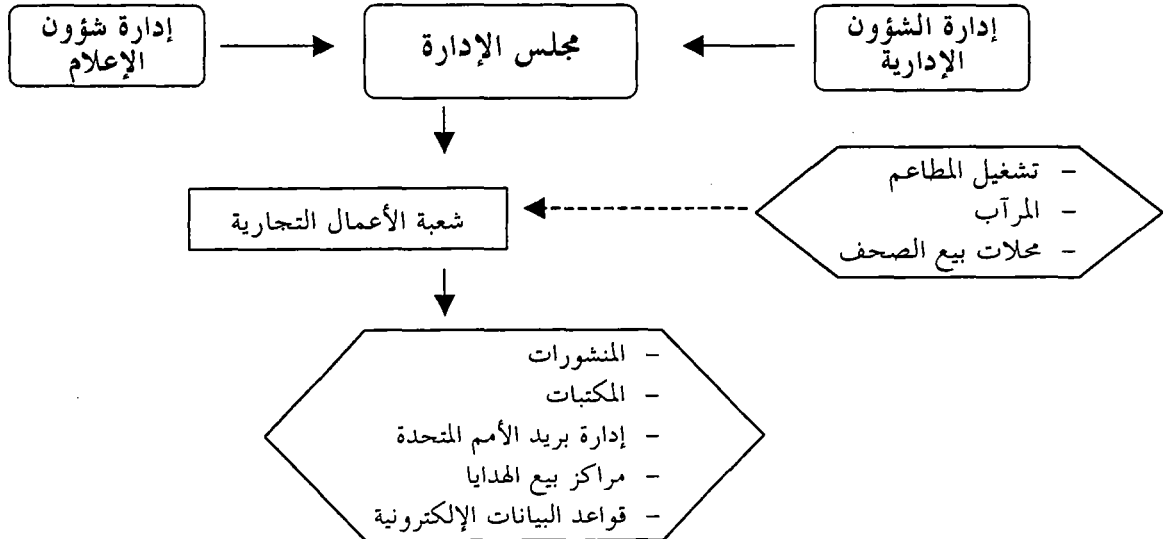 إدارة الشؤون
الإدارية
مجلس الإدارة
إدارة شؤون
الإعلام
شعبة الأعمال التجارية
– تشغيل المطاعم
– المرآب
– محلات بيع الصحف
– المنشورات
– المكتبات
– إدارة بريد الأمم المتحدة
– مراكز بيع الهدايا
– قواعد البيانات الإلكترونية